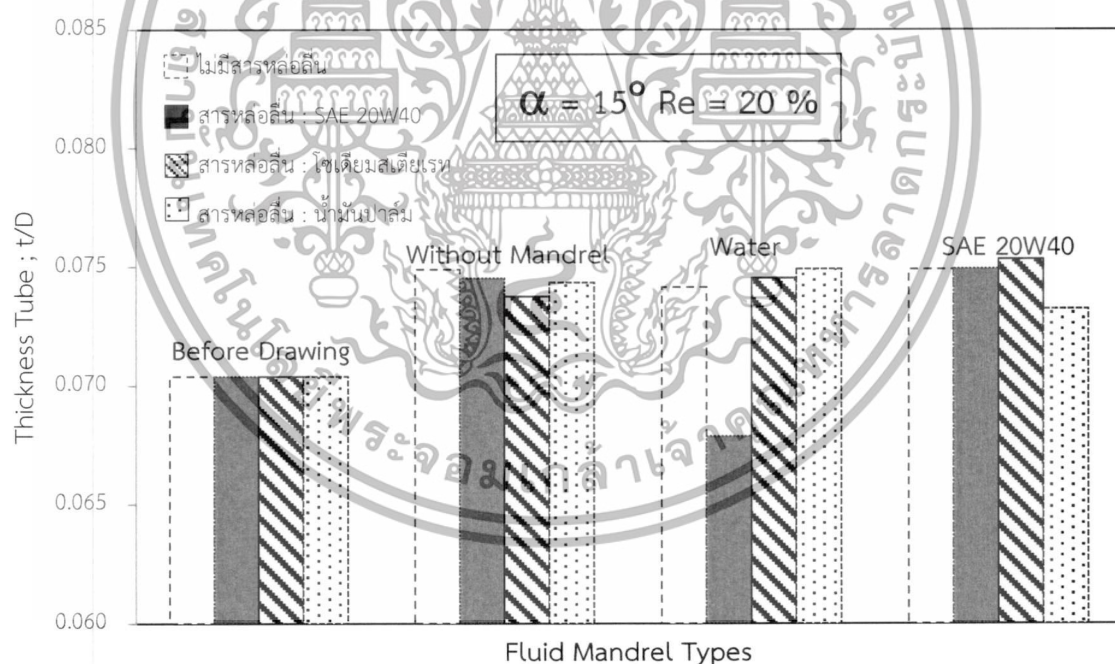 0.085
0.080
0.075
0.070
0.065
0.060
Thickness Tube ; t/D
ไม่มีสารหล่อลื่น
สารหล่อลื่น : SAE 20W40
สารหล่อลื่น : โซเดียมสเตียเรท
สารหล่อลื่น : น้ำมันปาล์ม
α = 15° Re = 20 %
Before Drawing
Without Mandrel
Water
SAE 20W40
Fluid Mandrel Types